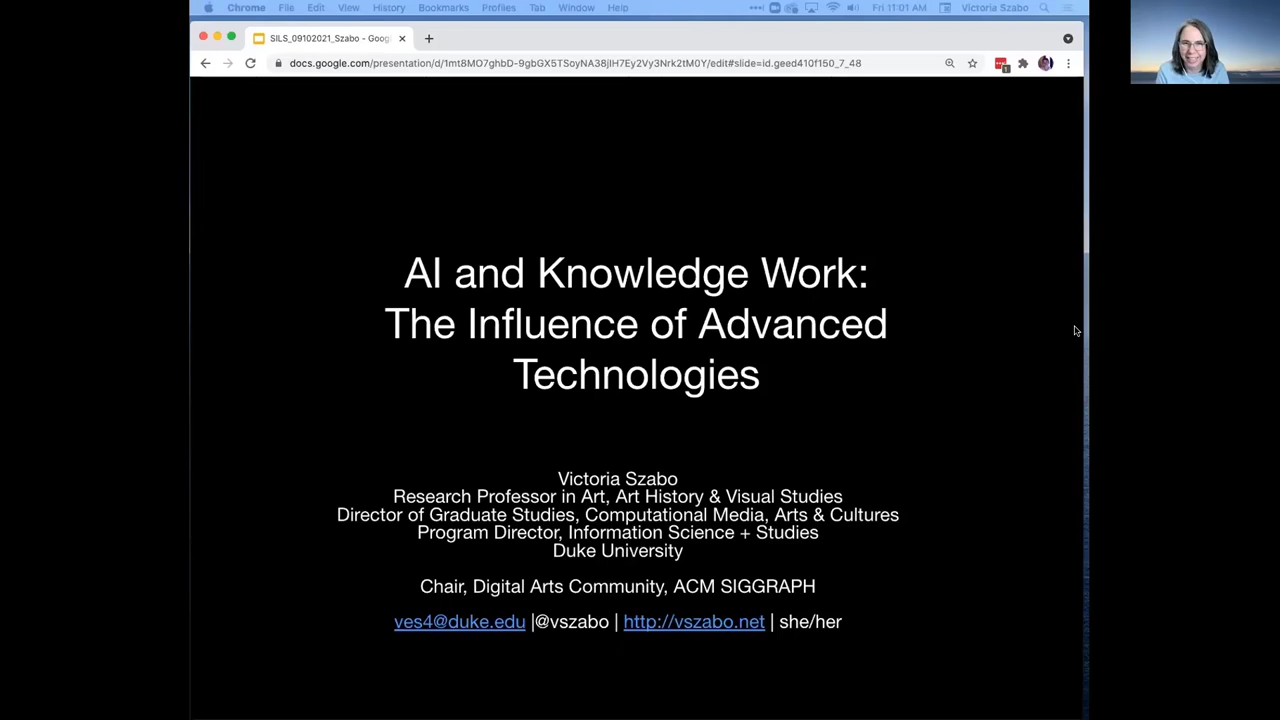 Chrome File Edit View History Bookmarks Profiles Tab Window Help Fri 11:01 AM Victoria Szabo
SILS_09102021_Szabo - Goog
docs.google.com/presentation/d/1mt8MO7ghbD-9gbGX5TSoyNA38jIH7Ey2Vy3Nrk2tM0Y/edit#slide=id.geed410f150_7_48
AI and Knowledge Work:
The Influence of Advanced
Technologies
Victoria Szabo
Research Professor in Art, Art History & Visual Studies
Director of Graduate Studies, Computational Media, Arts & Cultures
Program Director, Information Science + Studies
Duke University
Chair, Digital Arts Community, ACM SIGGRAPH
ves4@duke.edu |@vszabo | http://vszabo.net | she/her